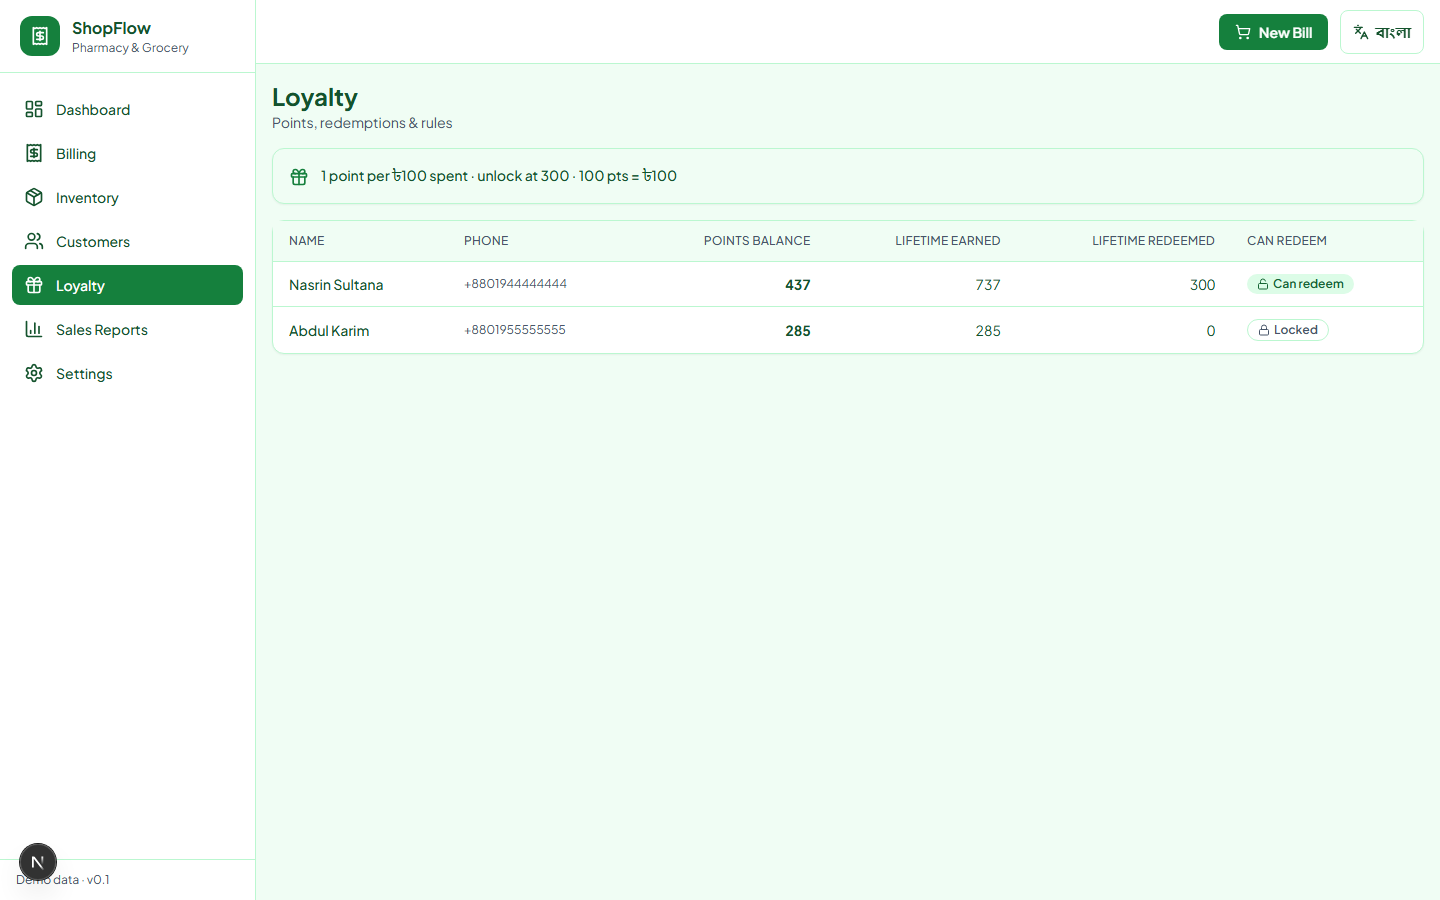 ShopFlow
Pharmacy & Grocery
New Bill
বাংলা
Dashboard
Billing
Inventory
Customers
Loyalty
Sales Reports
Settings
Loyalty
Points, redemptions & rules
1 point per ৳100 spent · unlock at 300 · 100 pts = ৳100
NAME PHONE POINTS BALANCE LIFETIME EARNED LIFETIME REDEEMED CAN REDEEM
Nasrin Sultana +8801944444444 437 737 300 Can redeem
Abdul Karim +8801955555555 285 285 0 Locked
N
Demo data · v0.1